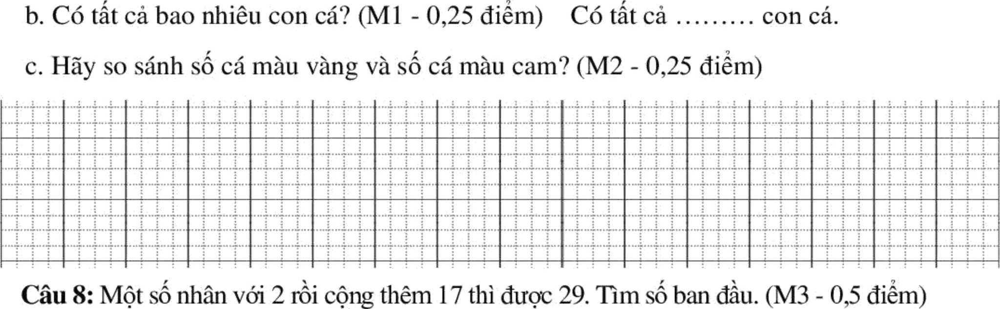 b. Có tất cả bao nhiêu con cá? (M1 - 0,25 điểm) Có tất cả ......... con cá.
c. Hãy so sánh số cá màu vàng và số cá màu cam? (M2 - 0,25 điểm)
Câu 8: Một số nhân với 2 rồi cộng thêm 17 thì được 29. Tìm số ban đầu. (M3 - 0,5 điểm)